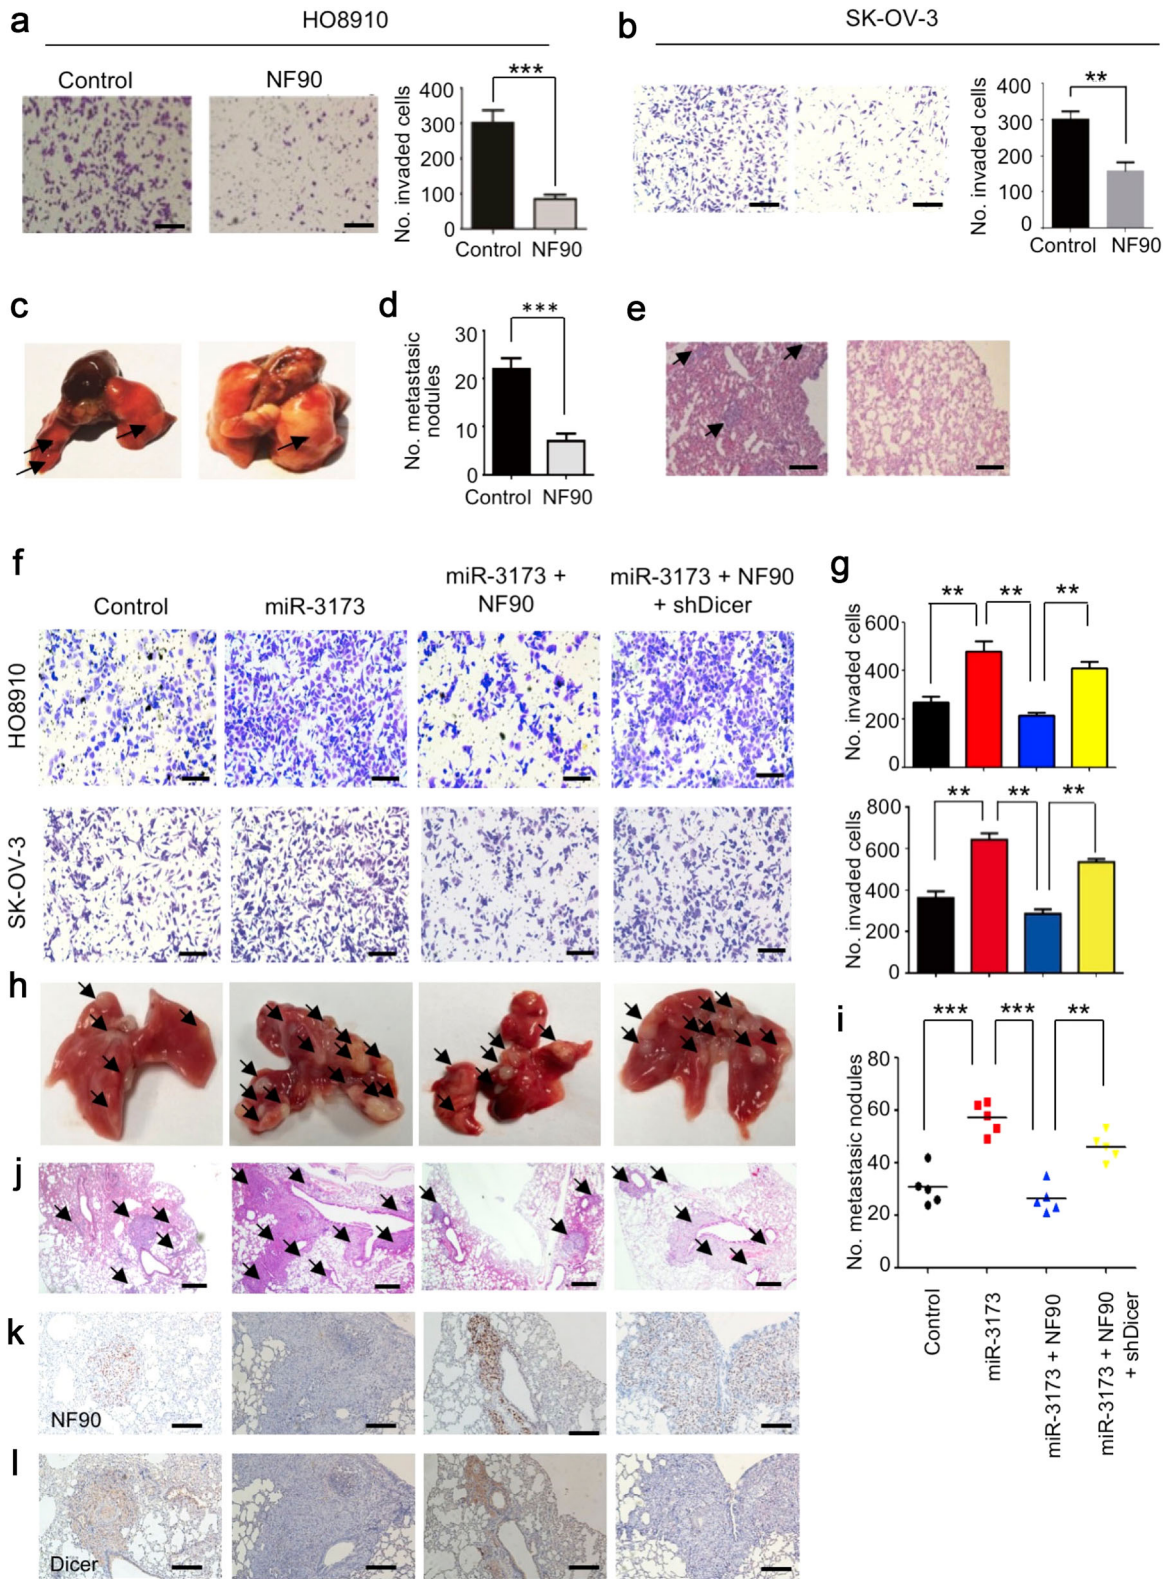 a
HO8910
Control
NF90
***
No. invaded cells
400
300
200
100
0
Control NF90
b
SK-OV-3
**
No. invaded cells
400
300
200
100
0
Control NF90
c
d
***
No. metastasic
nodules
30
20
10
0
Control NF90
e
f
Control
miR-3173
miR-3173 +
NF90
miR-3173 + NF90
+ shDicer
HO8910
SK-OV-3
g
** ** **
No. invaded cells
600
400
200
0
** ** **
No. invaded cells
800
600
400
200
0
h
i
*** *** **
No. metastasic nodules
80
60
40
20
0
Control
miR-3173
miR-3173 + NF90
miR-3173 + NF90
+ shDicer
j
k
NF90
l
Dicer